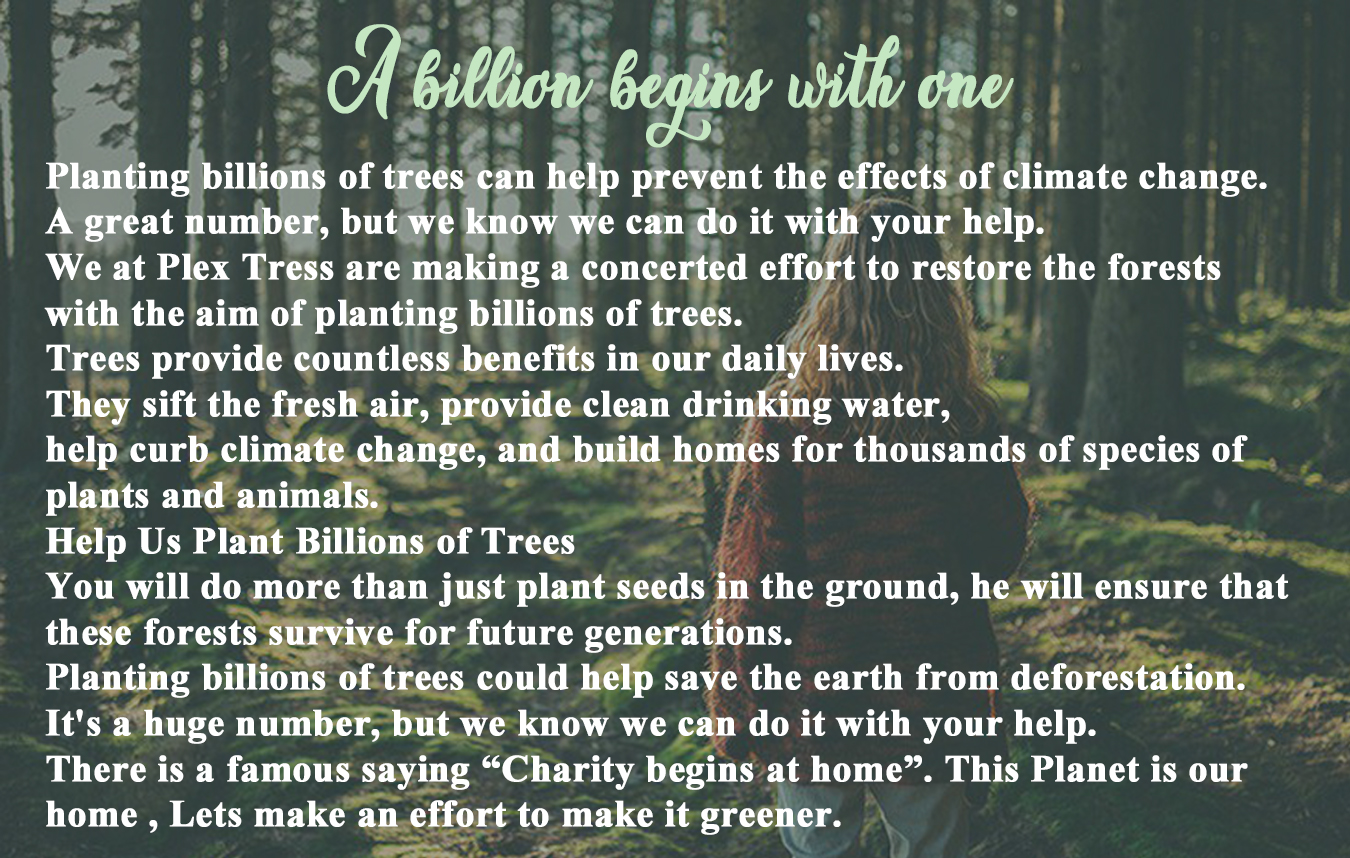 A billion begins with one
Planting billions of trees can help prevent the effects of climate change.
A great number, but we know we can do it with your help.
We at Plex Tress are making a concerted effort to restore the forests
with the aim of planting billions of trees.
Trees provide countless benefits in our daily lives.
They sift the fresh air, provide clean drinking water,
help curb climate change, and build homes for thousands of species of
plants and animals.
Help Us Plant Billions of Trees
You will do more than just plant seeds in the ground, he will ensure that
these forests survive for future generations.
Planting billions of trees could help save the earth from deforestation.
It's a huge number, but we know we can do it with your help.
There is a famous saying “Charity begins at home”. This Planet is our
home , Lets make an effort to make it greener.